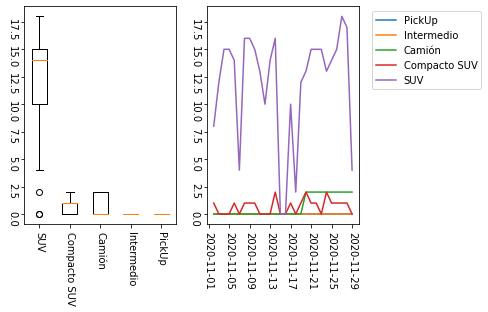 17.5
15.0
12.5
10.0
7.5
5.0
2.5
0.0
SUV
Compacto SUV
Camión
Intermedio
PickUp
17.5
15.0
12.5
10.0
7.5
5.0
2.5
0.0
2020-11-01
2020-11-05
2020-11-09
2020-11-13
2020-11-17
2020-11-21
2020-11-25
2020-11-29
PickUp
Intermedio
Camión
Compacto SUV
SUV